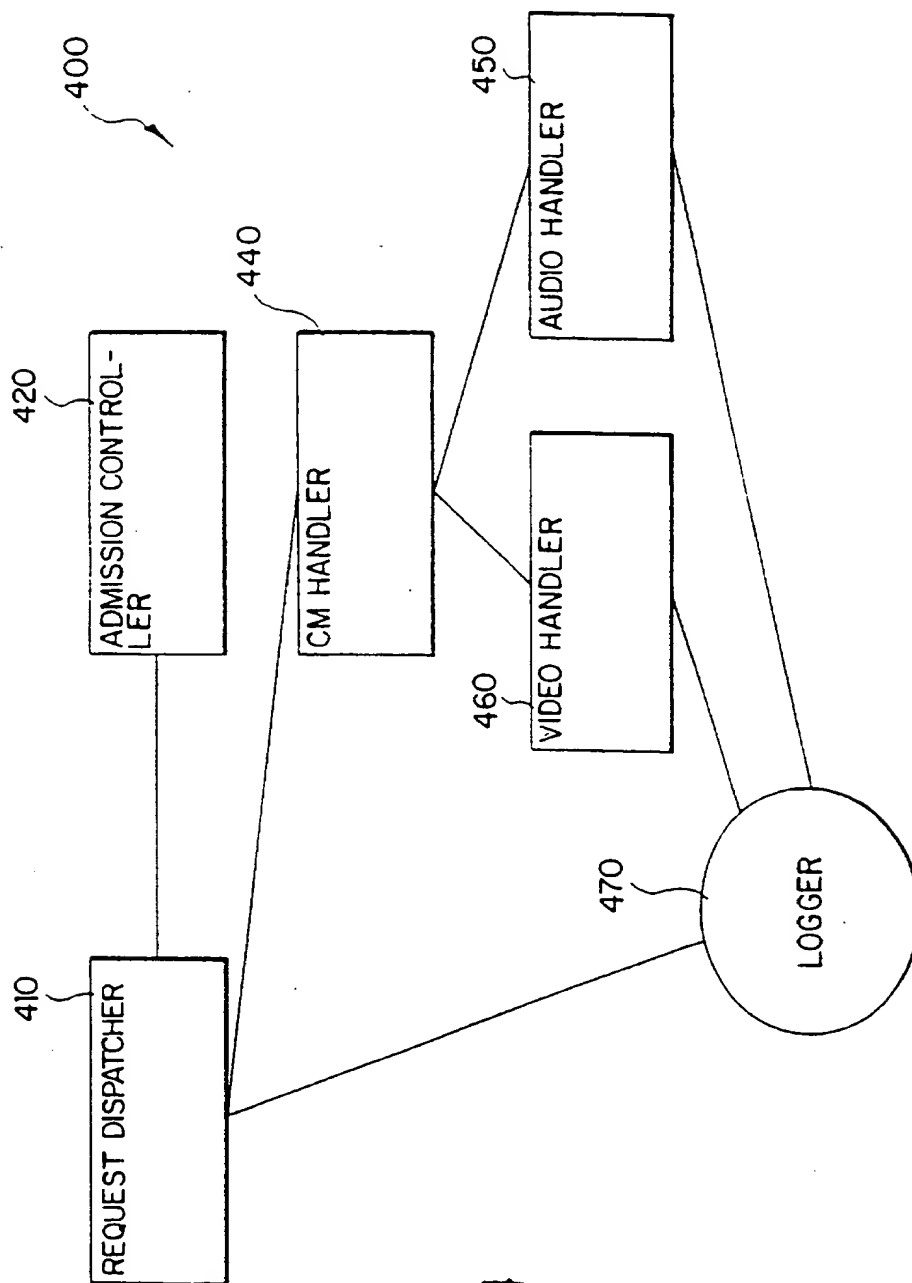 400
410
REQUEST DISPATCHER
420
ADMISSION CONTROL-
LER
440
CM HANDLER
460
VIDEO HANDLER
450
AUDIO HANDLER
470
LOGGER